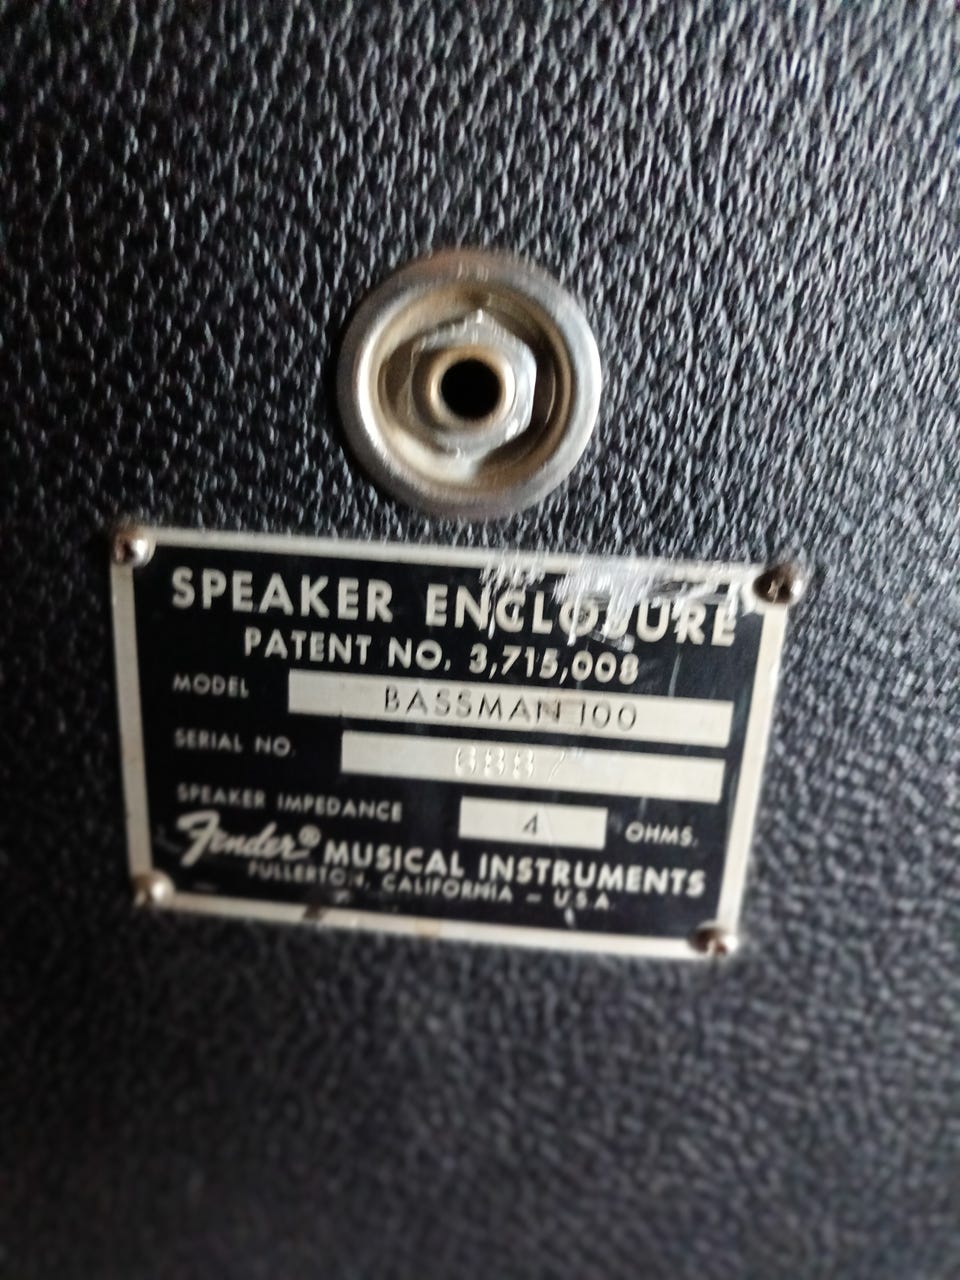 SPEAKER ENCLOSURE
PATENT NO. 3,715,008
MODEL BASSMAN 100
SERIAL NO. 6887
SPEAKER IMPEDANCE 4 OHMS.
Fender® MUSICAL INSTRUMENTS
FULLERTON, CALIFORNIA – U.S.A.